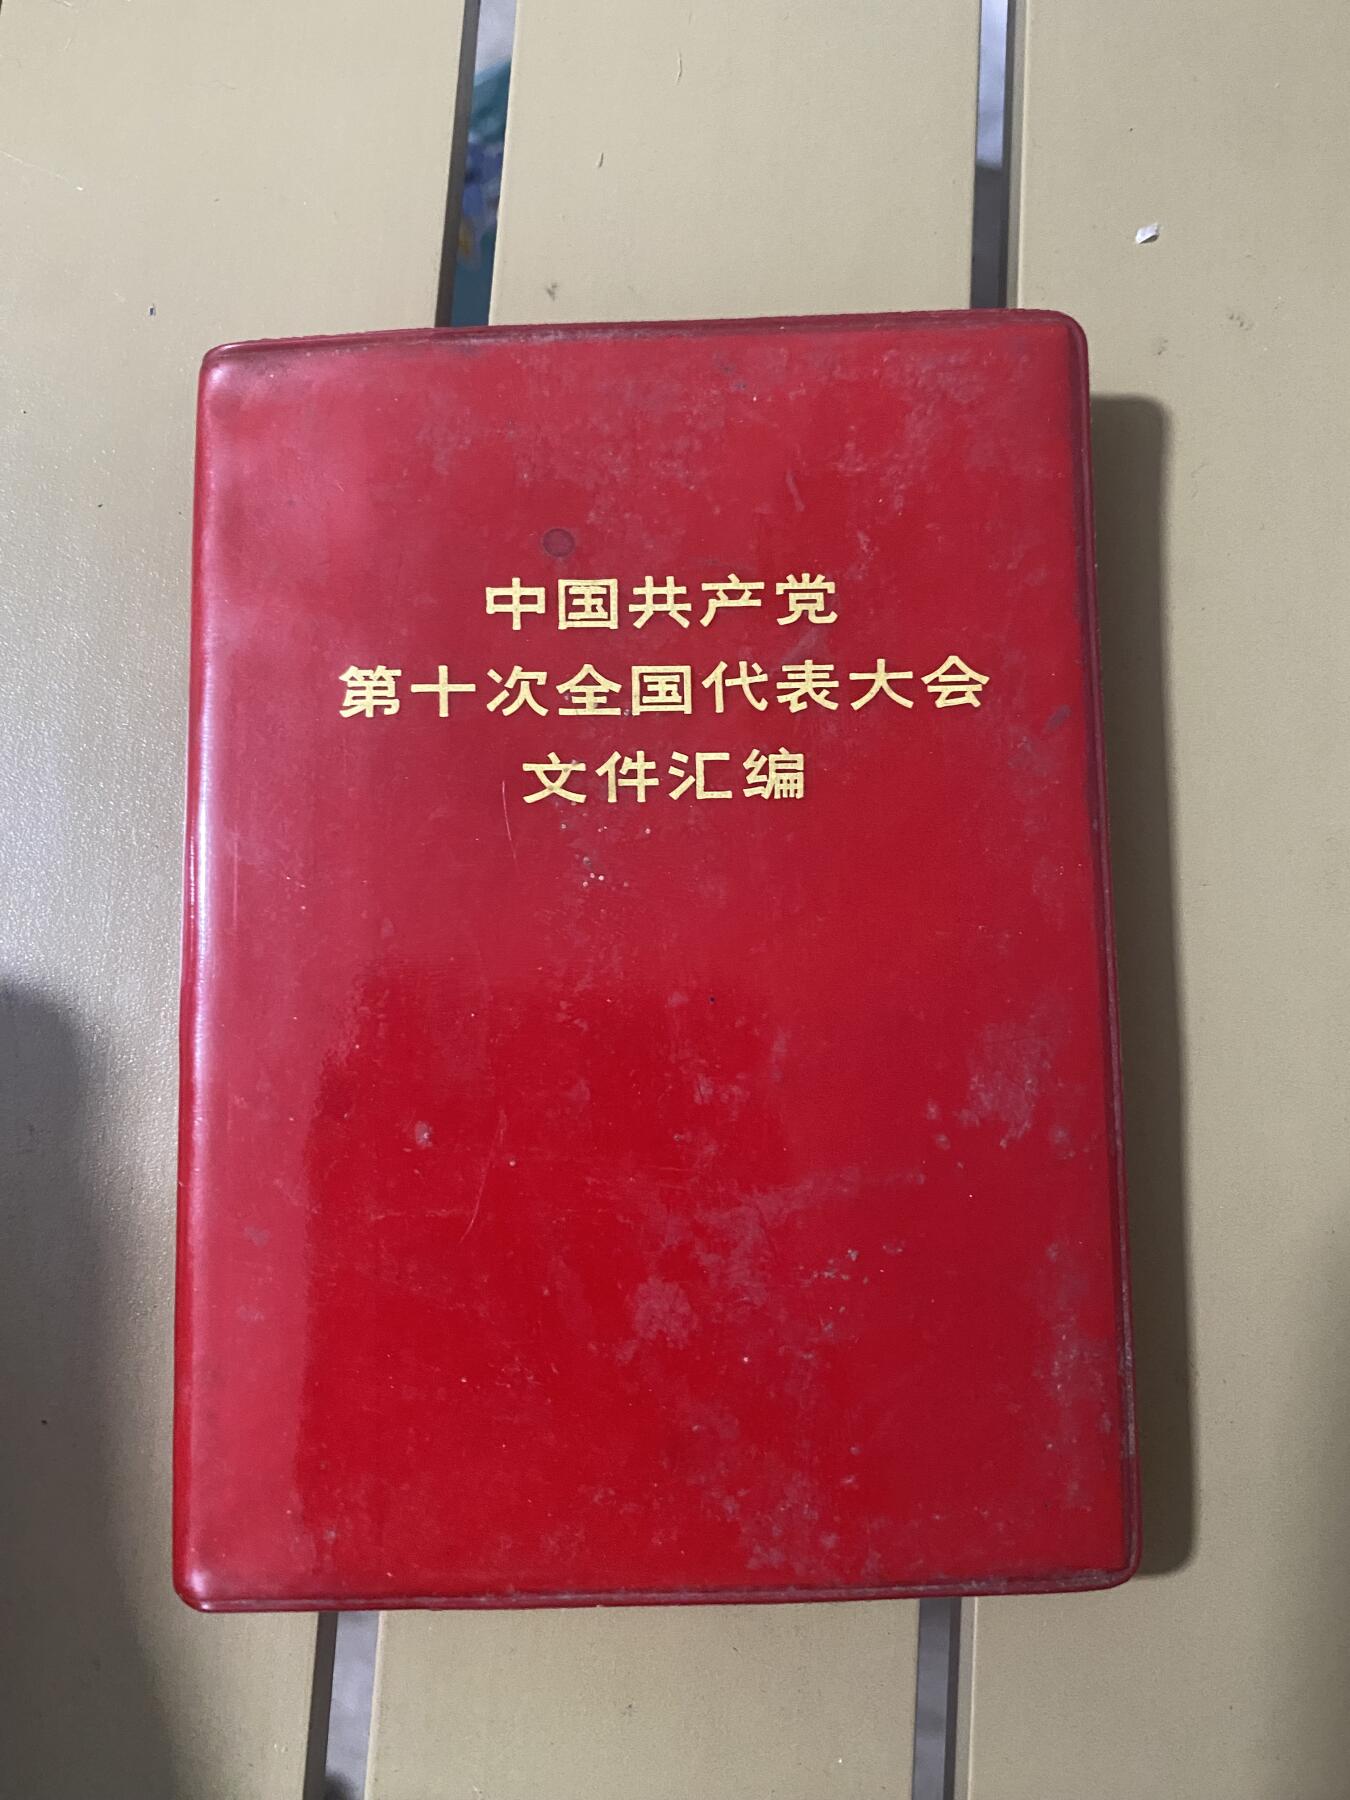 中国共产党
第十次全国代表大会
文件汇编